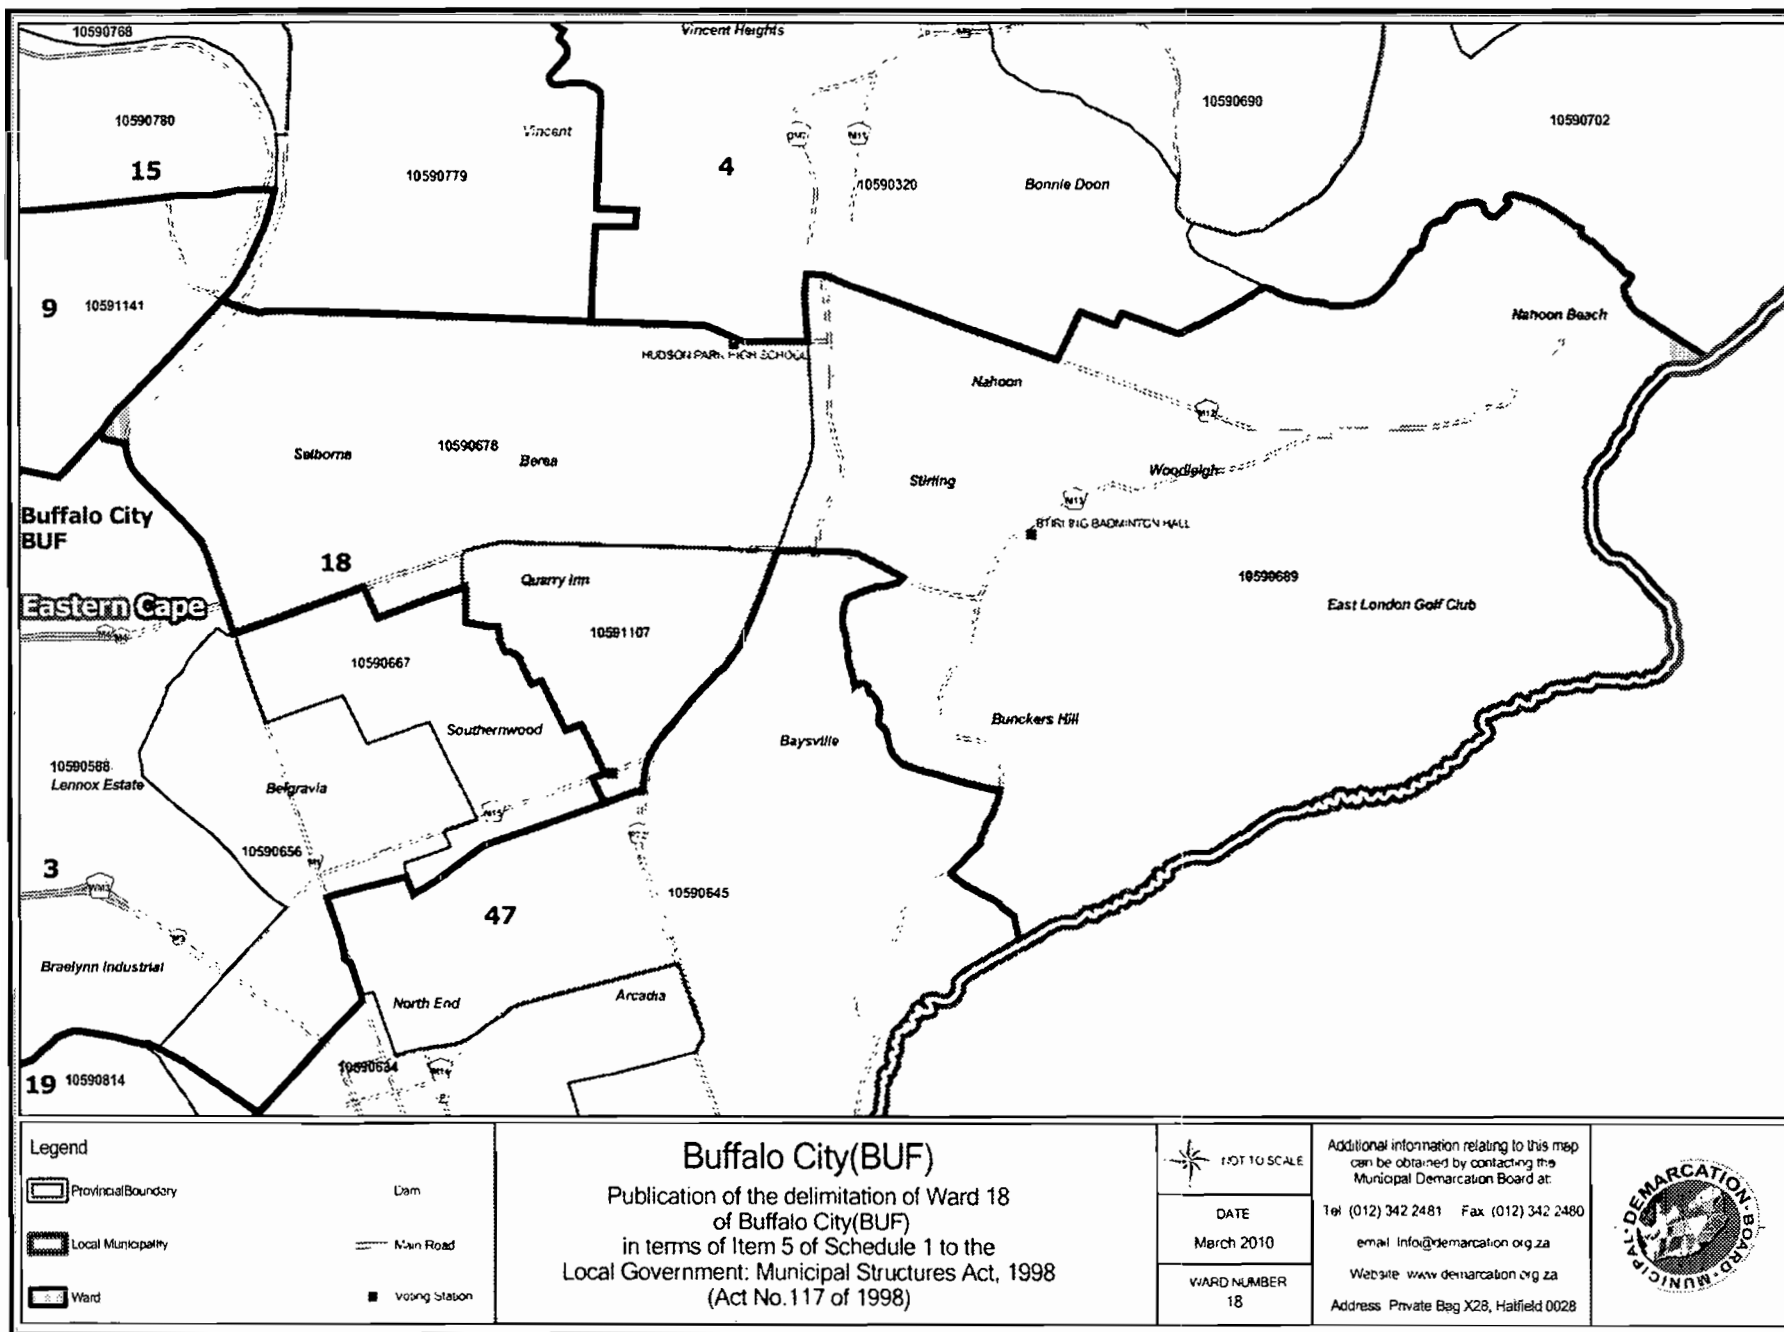 10590768
Vincent Heights
10590780
Vincent
10590690
10590702
15
10590779
4
10590320
Bonnie Doon
9
10591141
Nahoon Beach
HUDSON PARK HIGH SCHOOL
Nahoon
M12
Selborne
10590678
Berea
Stirling
Woodleigh
Buffalo City
BUF
STIRLING BADMINTON HALL
18
Quarry Inn
10590689
Eastern Cape
East London Golf Club
10591107
10590667
Southernwood
Bunckers Hill
Baysville
10590588
Lennox Estate
Belgravia
M15
10590656
3
47
10590645
Braelynn Industrial
North End
Arcadia
10590634
19
10590814
Legend
Provincial Boundary
Dam
Local Municipality
Main Road
Ward
Voting Station
Buffalo City(BUF)
Publication of the delimitation of Ward 18
of Buffalo City(BUF)
in terms of Item 5 of Schedule 1 to the
Local Government: Municipal Structures Act, 1998
(Act No.117 of 1998)
NOT TO SCALE
DATE
March 2010
WARD NUMBER
18
Additional information relating to this map
can be obtained by contacting the
Municipal Demarcation Board at:
Tel (012) 342 2481 Fax (012) 342 2480
email info@demarcation.org.za
Website www.demarcation.org.za
Address Private Bag X28, Hatfield 0028
MUNICIPAL DEMARCATION BOARD